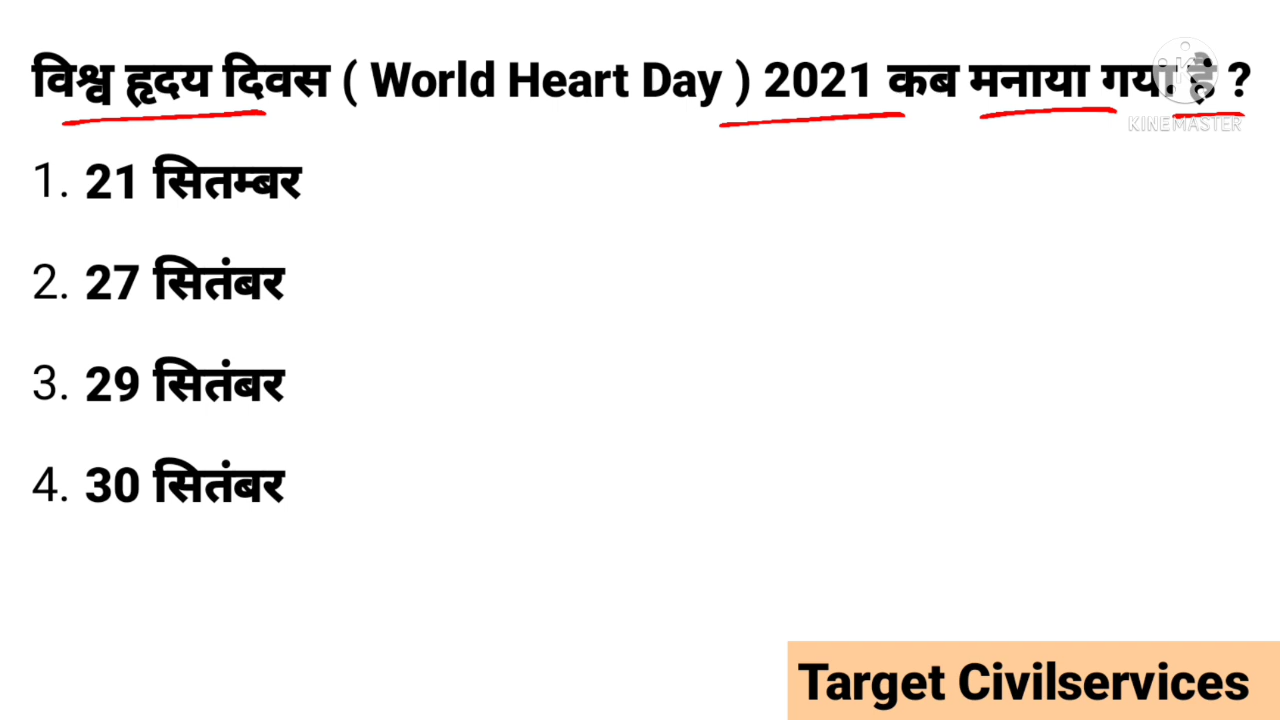 विश्व हृदय दिवस ( World Heart Day ) 2021 कब मनाया गया है ?
KINEMASTER
1. 21 सितम्बर
2. 27 सितंबर
3. 29 सितंबर
4. 30 सितंबर
Target Civilservices